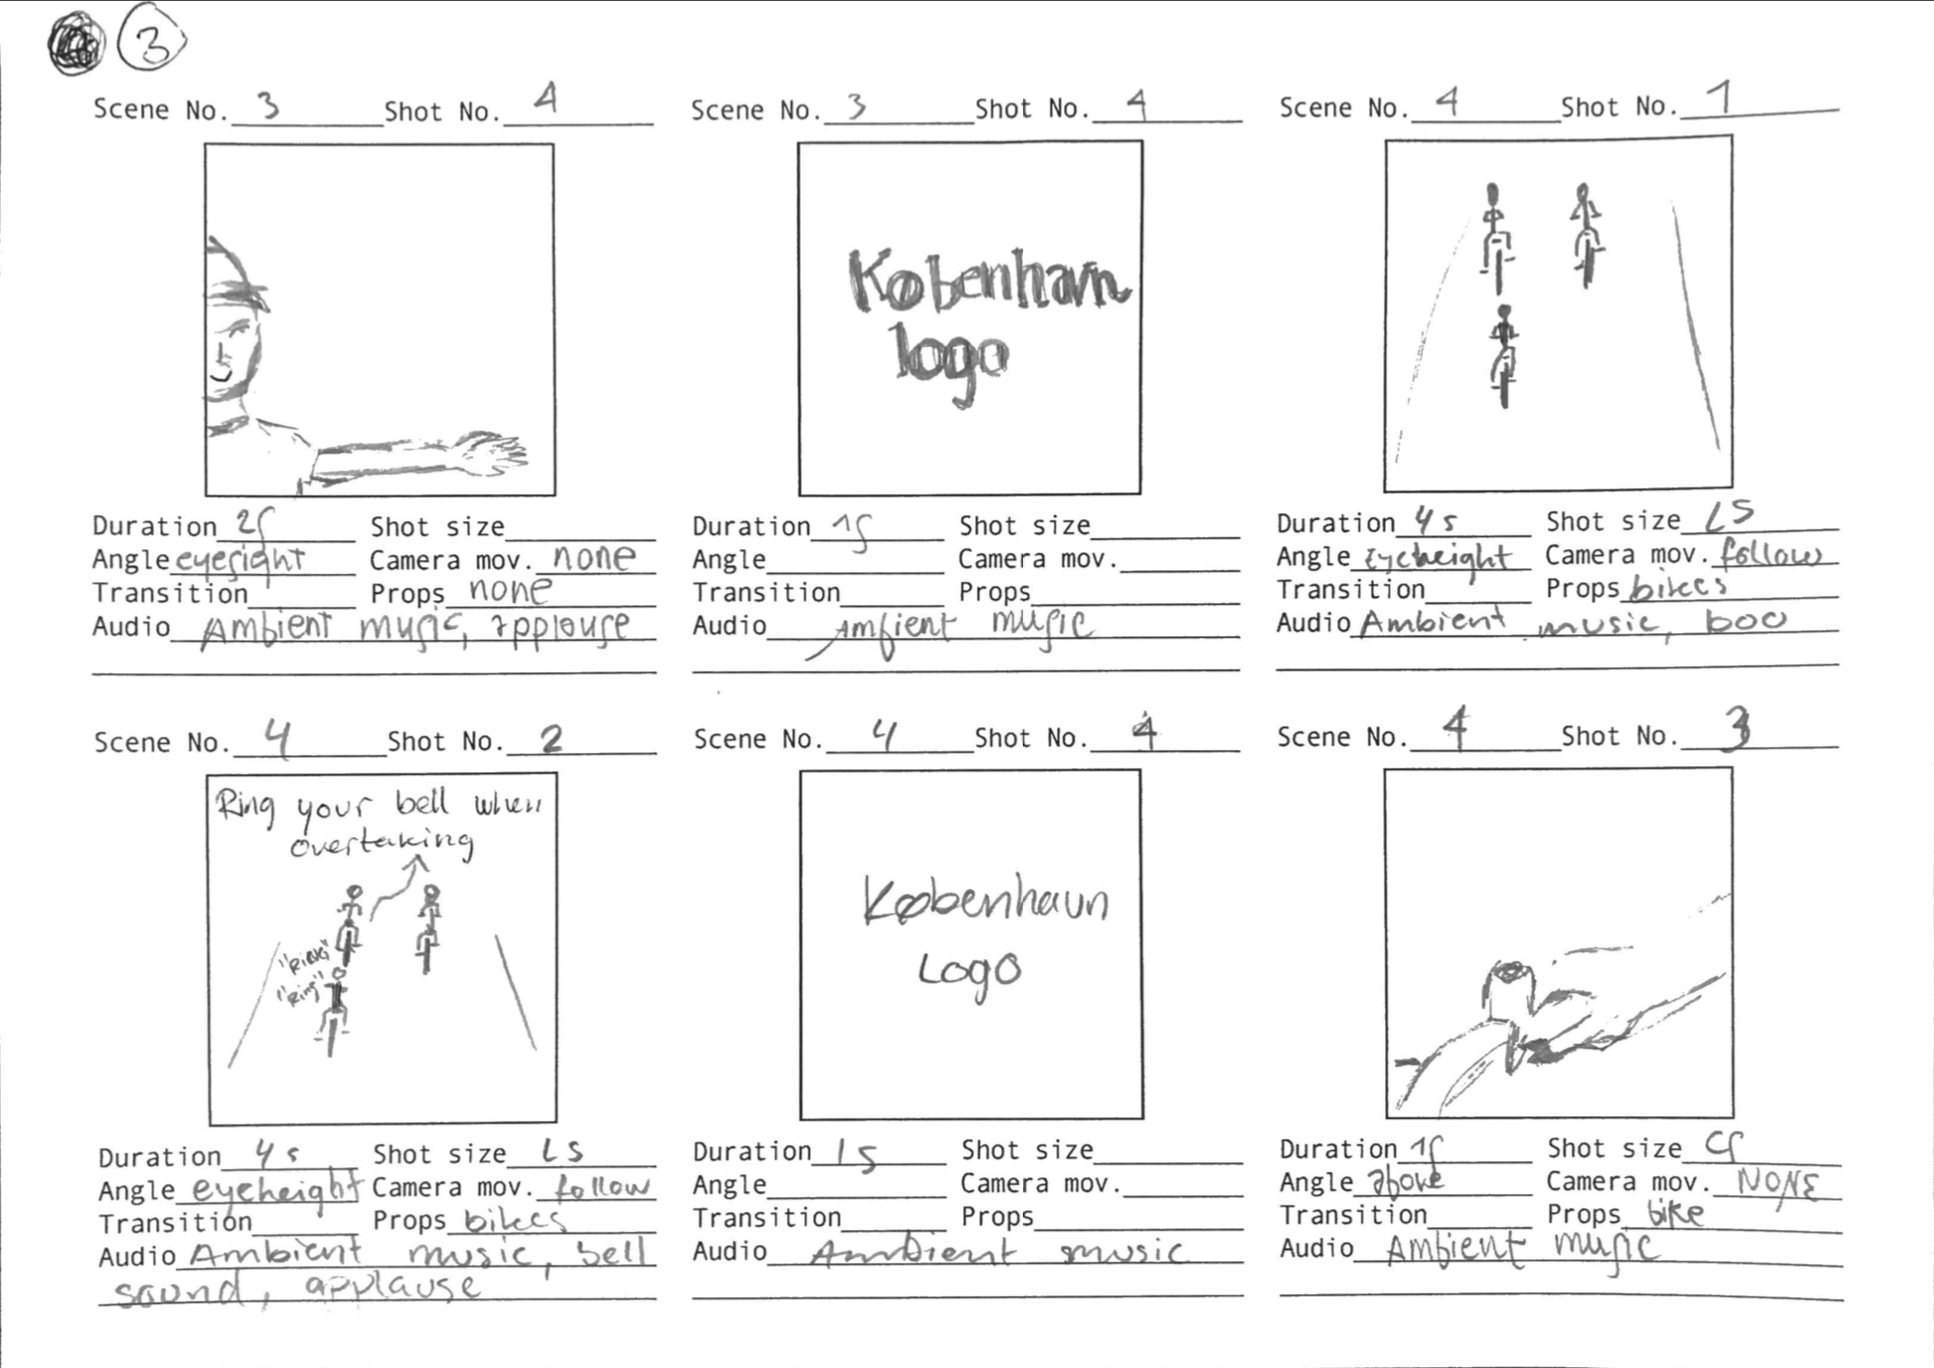 3
Scene No. 3 Shot No. 4
Duration 2s Shot size
Angle eyesight Camera mov. none
Transition Props none
Audio Ambient music, applause
Scene No. 3 Shot No. 4
København
logo
Duration 1s Shot size
Angle Camera mov.
Transition Props
Audio Ambient music
Scene No. 4 Shot No. 1
Duration 4s Shot size LS
Angle Eyeheight Camera mov. follow
Transition Props bikes
Audio Ambient music, boo
Scene No. 4 Shot No. 2
Ring your bell when
overtaking
"RING"
"Ring"
Duration 4s Shot size LS
Angle eyeheight Camera mov. follow
Transition Props bikes
Audio Ambient music, bell
sound, applause
Scene No. 4 Shot No. 4
København
Logo
Duration 1s Shot size
Angle Camera mov.
Transition Props
Audio Ambient music
Scene No. 4 Shot No. 3
Duration 1s Shot size
Angle above Camera mov. NONE
Transition Props bike
Audio Ambient music